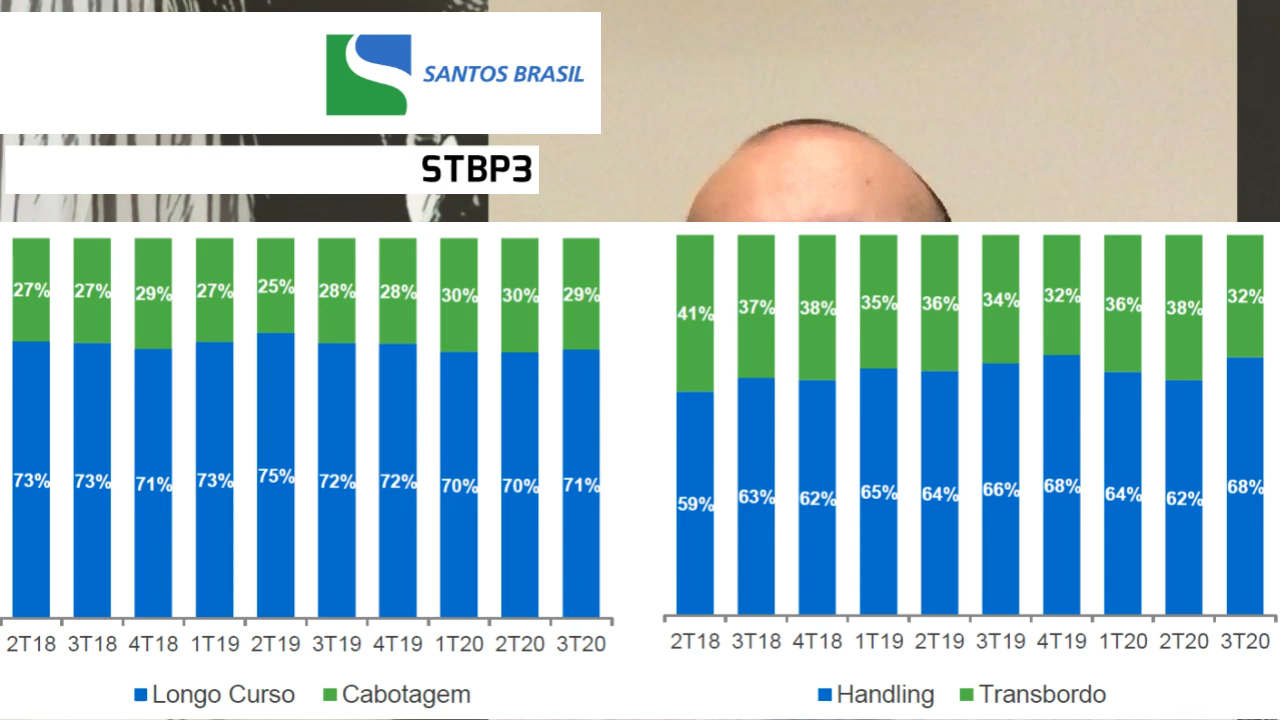 SANTOS BRASIL
STBP3
27% 27% 29% 27% 25% 28% 28% 30% 30% 29%
73% 73% 71% 73% 75% 72% 72% 70% 70% 71%
2T18 3T18 4T18 1T19 2T19 3T19 4T19 1T20 2T20 3T20
Longo Curso Cabotagem
41% 37% 38% 35% 36% 34% 32% 36% 38% 32%
59% 63% 62% 65% 64% 66% 68% 64% 62% 68%
2T18 3T18 4T18 1T19 2T19 3T19 4T19 1T20 2T20 3T20
Handling Transbordo